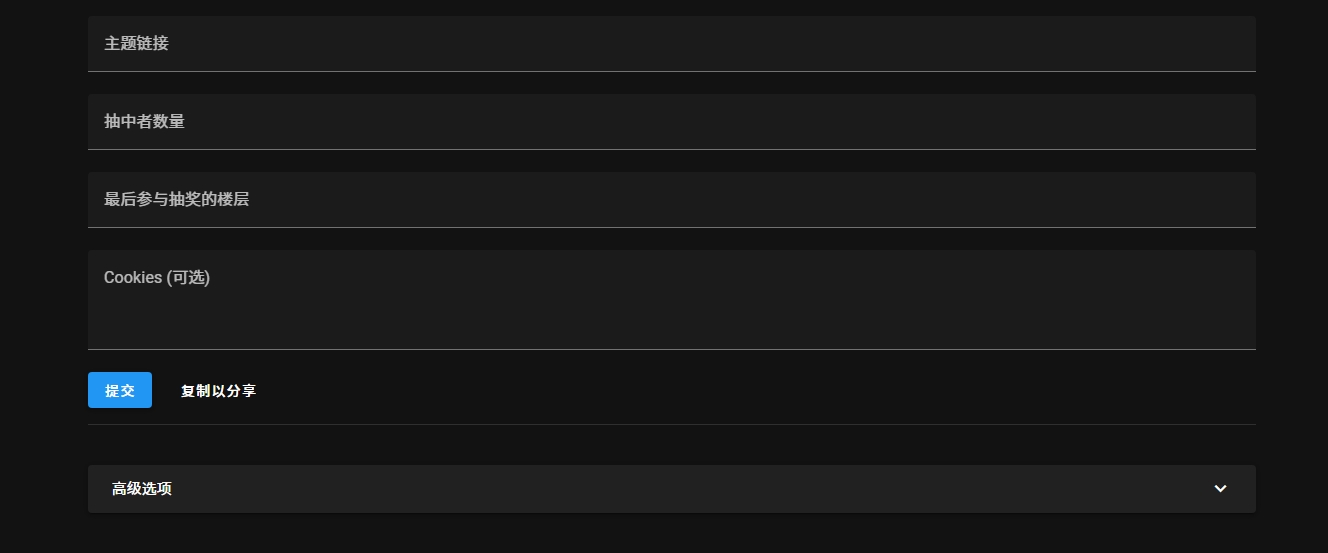 主题链接
抽中者数量
最后参与抽奖的楼层
Cookies (可选)
提交 复制以分享
高级选项